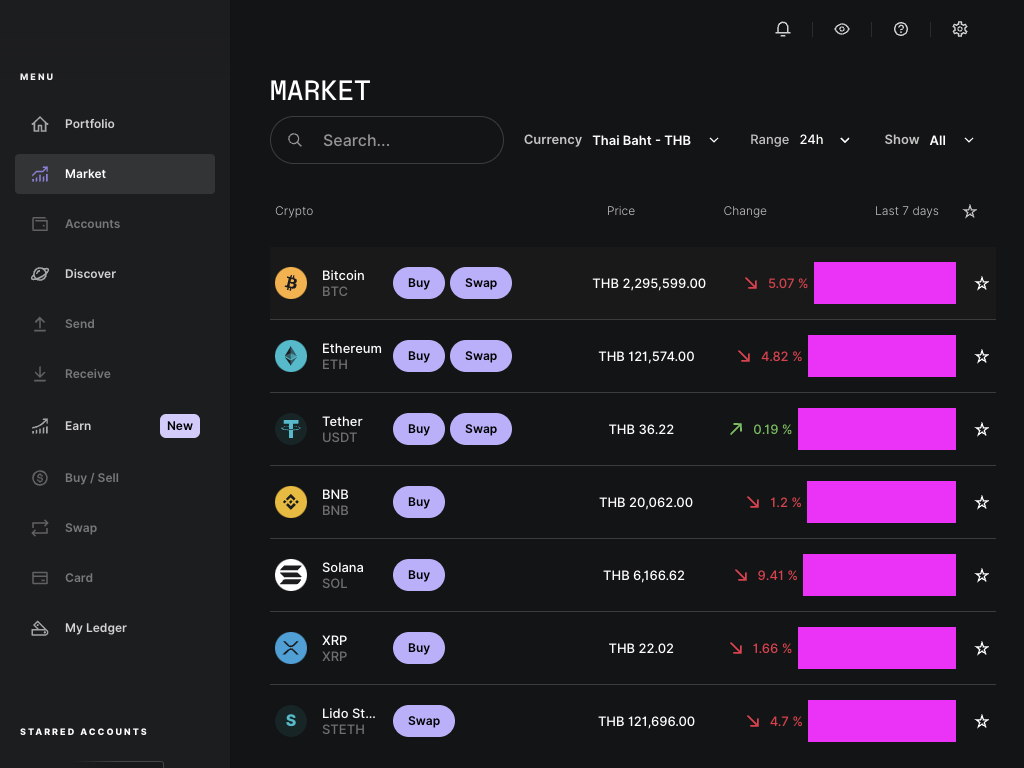 MENU
Portfolio
Market
Accounts
Discover
Send
Receive
Earn New
Buy / Sell
Swap
Card
My Ledger
STARRED ACCOUNTS
MARKET
Search...
Currency Thai Baht - THB
Range 24h
Show All
Crypto Price Change Last 7 days
Bitcoin
BTC
Buy Swap THB 2,295,599.00 5.07 %
Ethereum
ETH
Buy Swap THB 121,574.00 4.82 %
Tether
USDT
Buy Swap THB 36.22 0.19 %
BNB
BNB
Buy THB 20,062.00 1.2 %
Solana
SOL
Buy THB 6,166.62 9.41 %
XRP
XRP
Buy THB 22.02 1.66 %
S
Lido St...
STETH
Swap THB 121,696.00 4.7 %